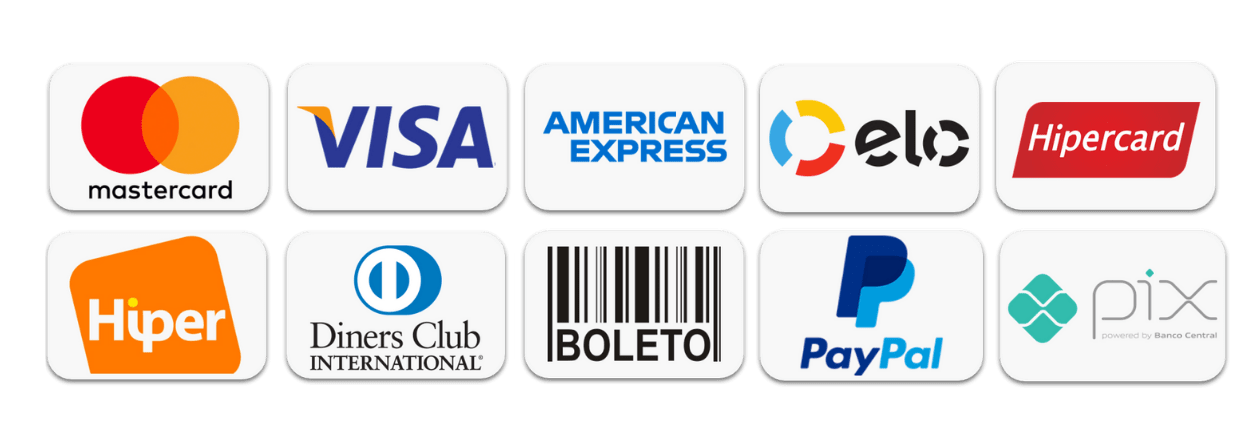 mastercard
VISA
AMERICAN
EXPRESS
elo
Hipercard
Hiper
Diners Club
INTERNATIONAL®
BOLETO
PayPal
pix
powered by Banco Central